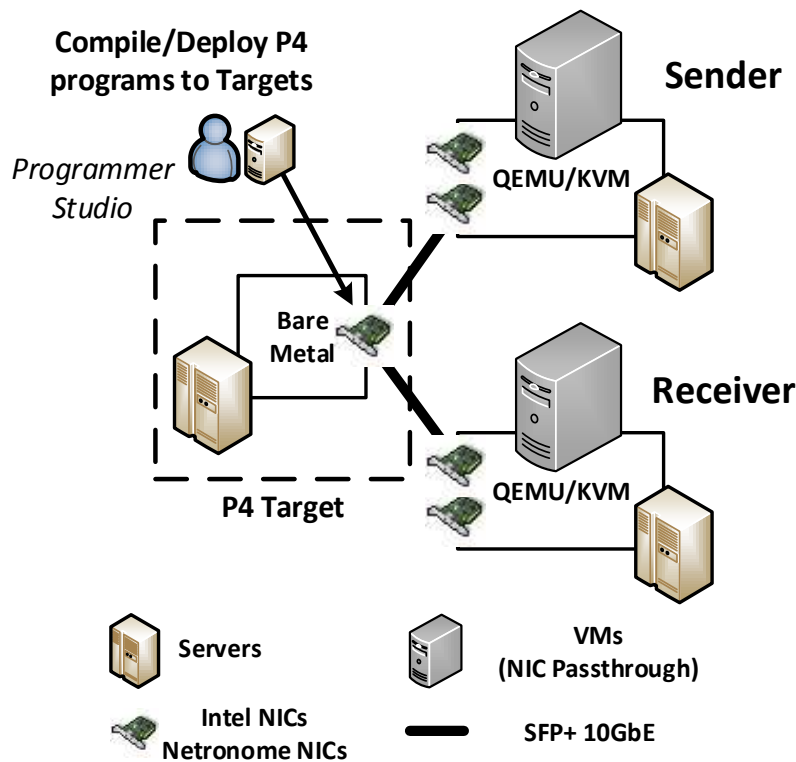 Compile/Deploy P4
programs to Targets
Sender
Programmer
Studio
QEMU/KVM
Bare
Metal
Receiver
QEMU/KVM
P4 Target
Servers
VMs
(NIC Passthrough)
Intel NICs
Netronome NICs
SFP+ 10GbE